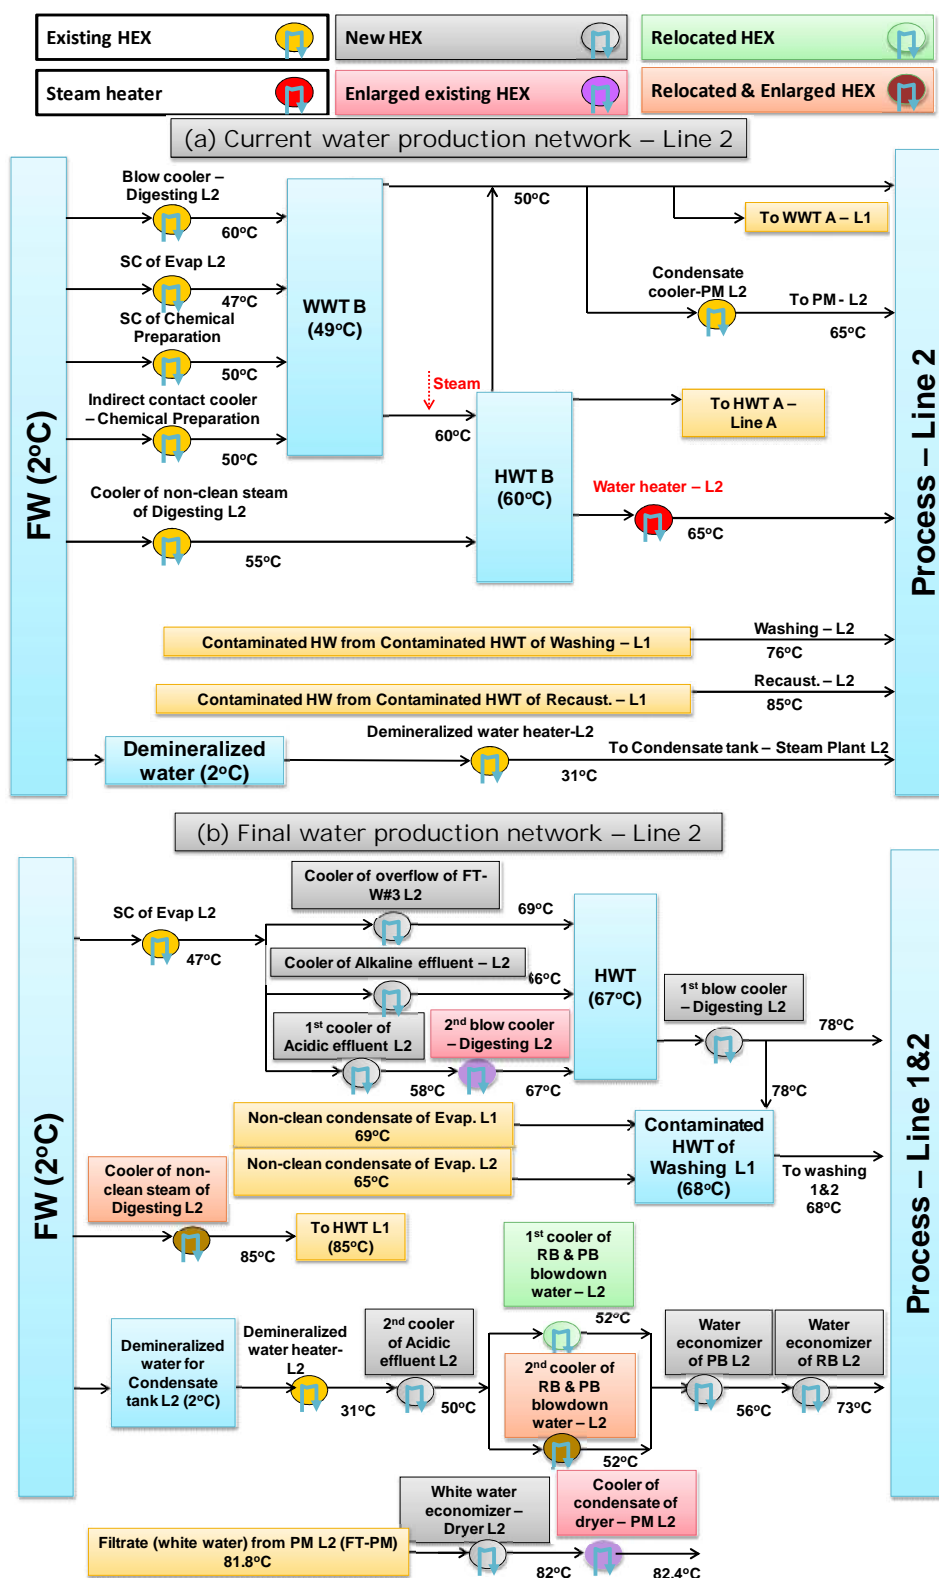 Existing HEX
New HEX
Relocated HEX
Steam heater
Enlarged existing HEX
Relocated & Enlarged HEX
(a) Current water production network – Line 2
FW (2°C)
Process – Line 2
Blow cooler –
Digesting L2
60°C
SC of Evap L2
47°C
SC of Chemical
Preparation
50°C
Indirect contact cooler
– Chemical Preparation
50°C
WWT B
(49°C)
50°C
To WWT A – L1
Condensate
cooler-PM L2
To PM - L2
65°C
Steam
60°C
To HWT A –
Line A
HWT B
(60°C)
Water heater – L2
65°C
Cooler of non-clean steam
of Digesting L2
55°C
Contaminated HW from Contaminated HWT of Washing – L1
Washing – L2
76°C
Contaminated HW from Contaminated HWT of Recaust. – L1
Recaust. – L2
85°C
Demineralized
water (2°C)
Demineralized water heater-L2
31°C
To Condensate tank – Steam Plant L2
(b) Final water production network – Line 2
FW (2°C)
Process – Line 1&2
SC of Evap L2
47°C
Cooler of overflow of FT-
W#3 L2
69°C
Cooler of Alkaline effluent – L2
66°C
1st cooler of
Acidic effluent L2
58°C
2nd blow cooler
– Digesting L2
67°C
HWT
(67°C)
1st blow cooler
– Digesting L2
78°C
78°C
Non-clean condensate of Evap. L1
69°C
Non-clean condensate of Evap. L2
65°C
Contaminated
HWT of
Washing L1
(68°C)
To washing
1&2
68°C
Cooler of non-
clean steam of
Digesting L2
85°C
To HWT L1
(85°C)
Demineralized
water for
Condensate
tank L2 (2°C)
Demineralized
water heater-
L2
31°C
2nd cooler
of Acidic
effluent L2
50°C
1st cooler of
RB & PB
blowdown
water – L2
52°C
2nd cooler of
RB & PB
blowdown
water – L2
52°C
Water
economizer
of PB L2
56°C
Water
economizer
of RB L2
73°C
Filtrate (white water) from PM L2 (FT-PM)
81.8°C
White water
economizer –
Dryer L2
82°C
Cooler of
condensate of
dryer – PM L2
82.4°C